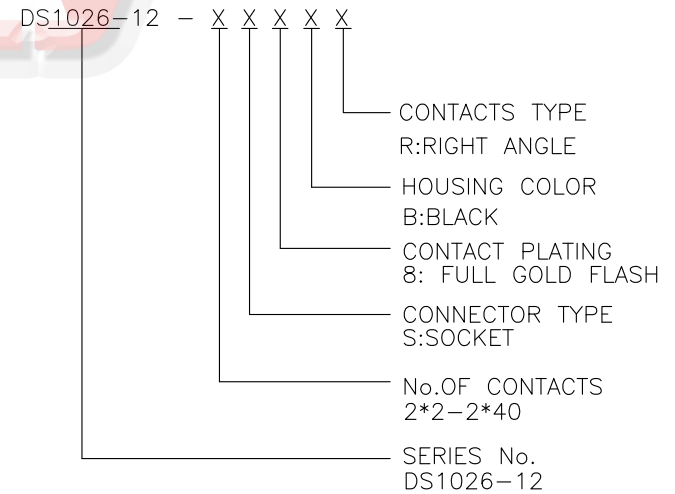 DS1026-12 - X X X X X
CONTACTS TYPE
R:RIGHT ANGLE
HOUSING COLOR
B:BLACK
CONTACT PLATING
8: FULL GOLD FLASH
CONNECTOR TYPE
S:SOCKET
No.OF CONTACTS
2*2-2*40
SERIES No.
DS1026-12